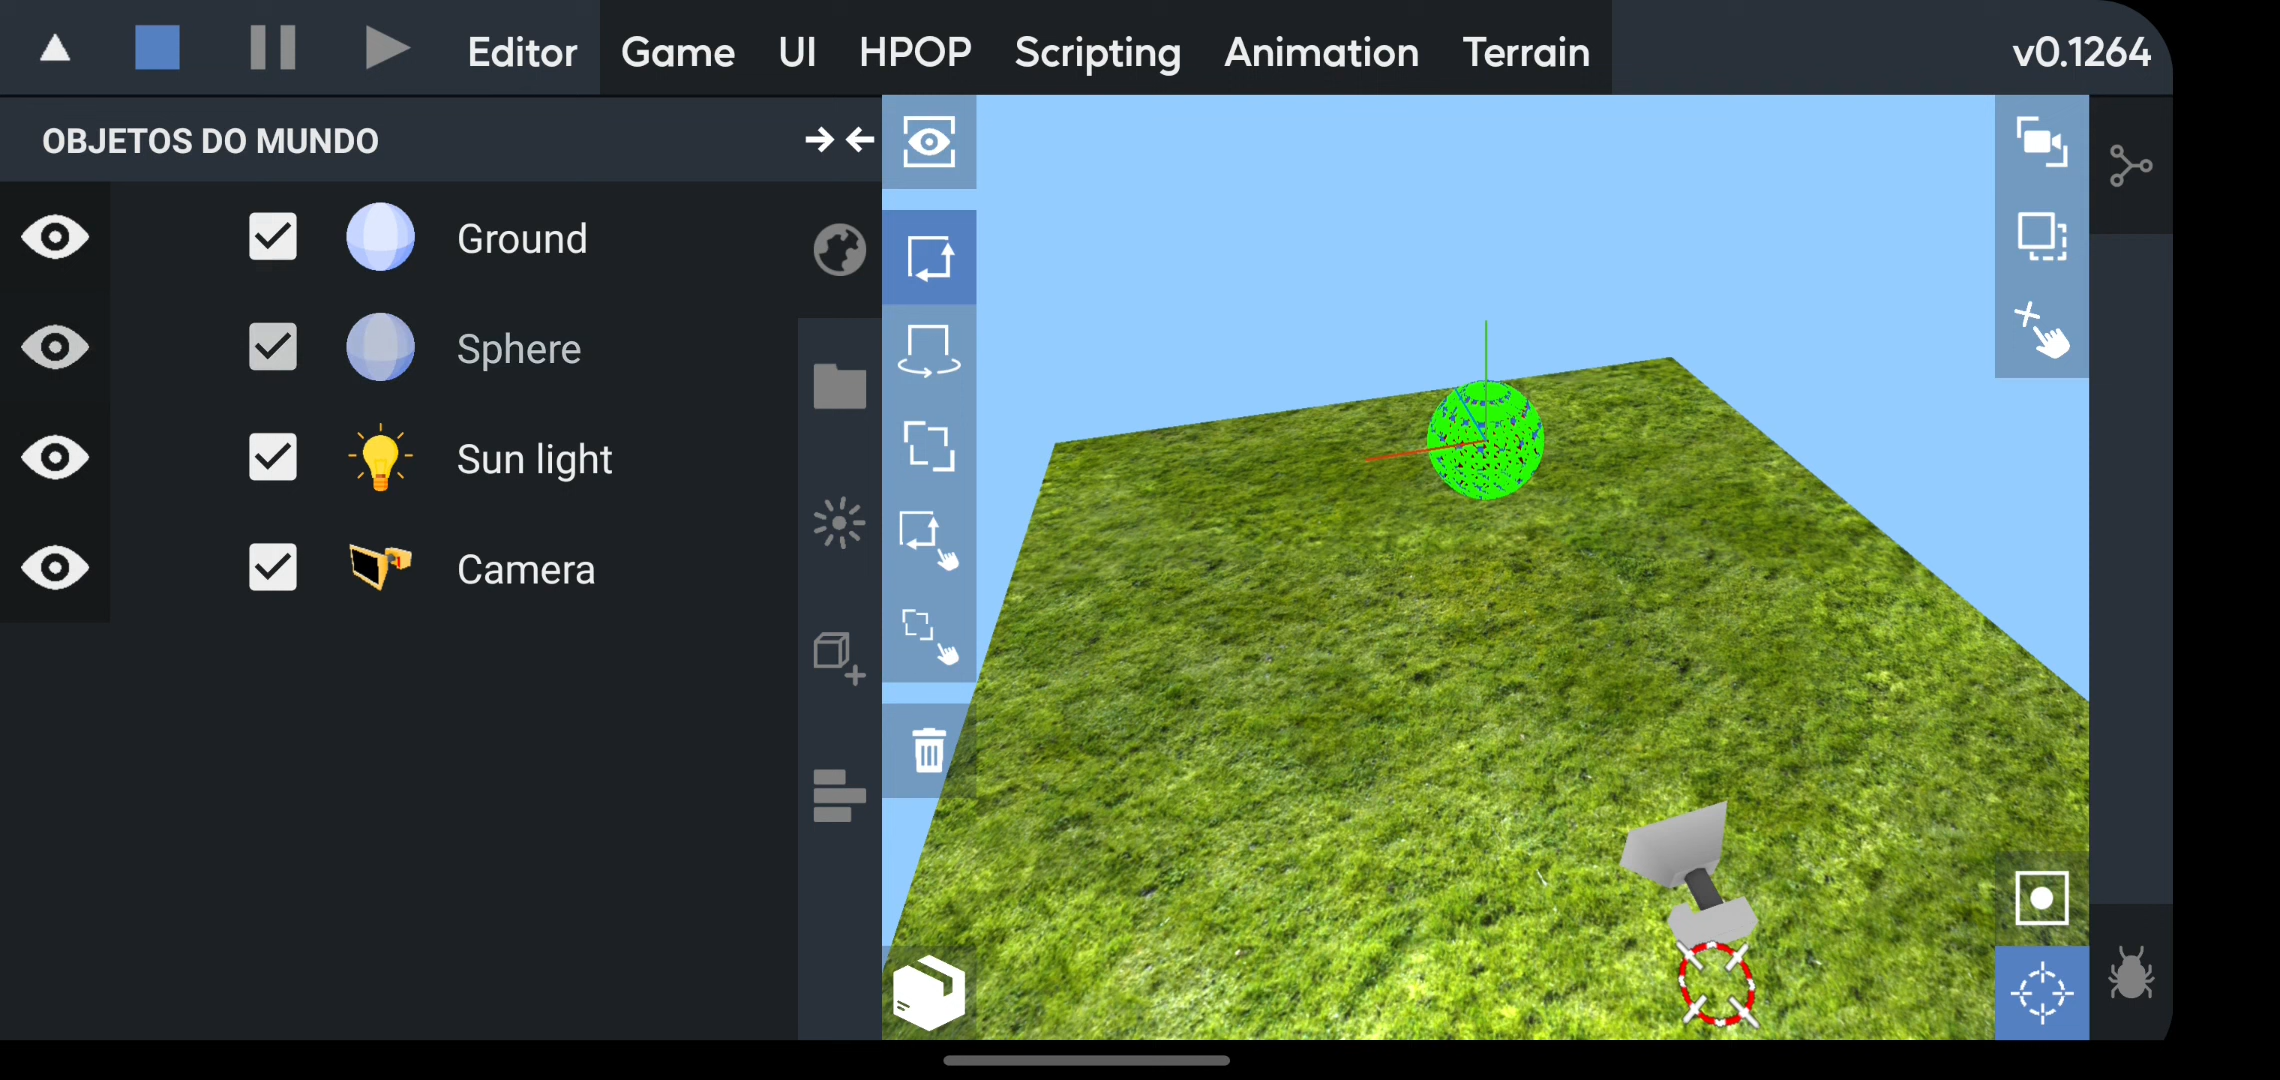 Editor Game UI HPOP Scripting Animation Terrain v0.1264
OBJETOS DO MUNDO
Ground
Sphere
Sun light
Camera